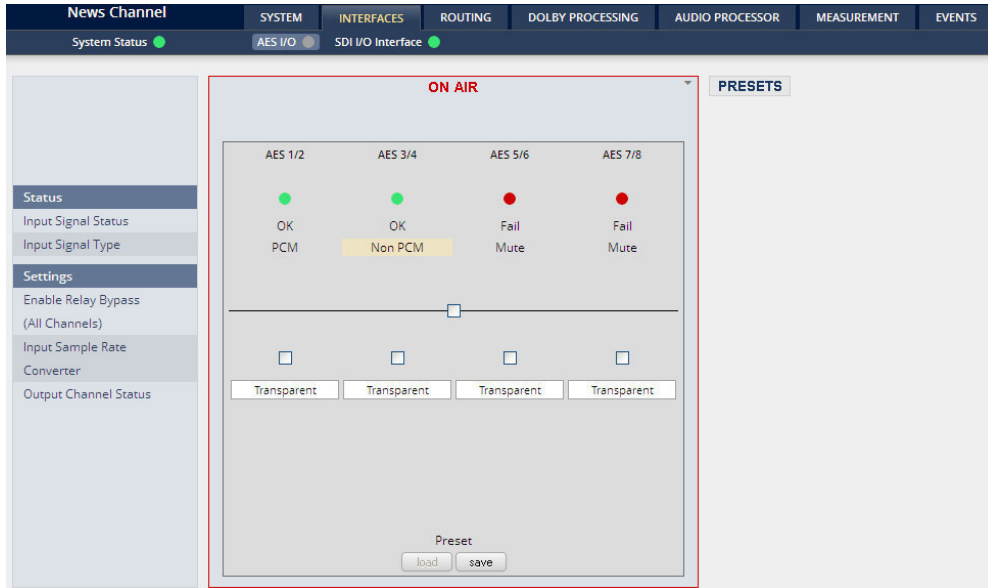 News Channel
SYSTEM INTERFACES ROUTING DOLBY PROCESSING AUDIO PROCESSOR MEASUREMENT EVENTS
System Status AES I/O SDI I/O Interface
ON AIR
PRESETS
AES 1/2 AES 3/4 AES 5/6 AES 7/8
Status
Input Signal Status OK OK Fail Fail
Input Signal Type PCM Non PCM Mute Mute
Settings
Enable Relay Bypass
(All Channels)
Input Sample Rate
Converter
Output Channel Status Transparent Transparent Transparent Transparent
Preset
load save